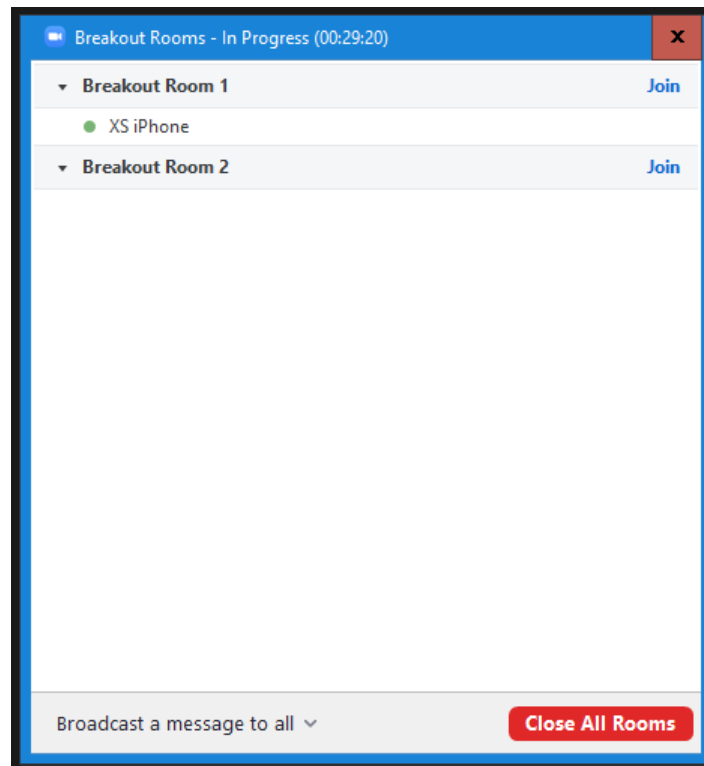 Breakout Rooms - In Progress (00:29:20)
x
Breakout Room 1 Join
XS iPhone
Breakout Room 2 Join
Broadcast a message to all Close All Rooms